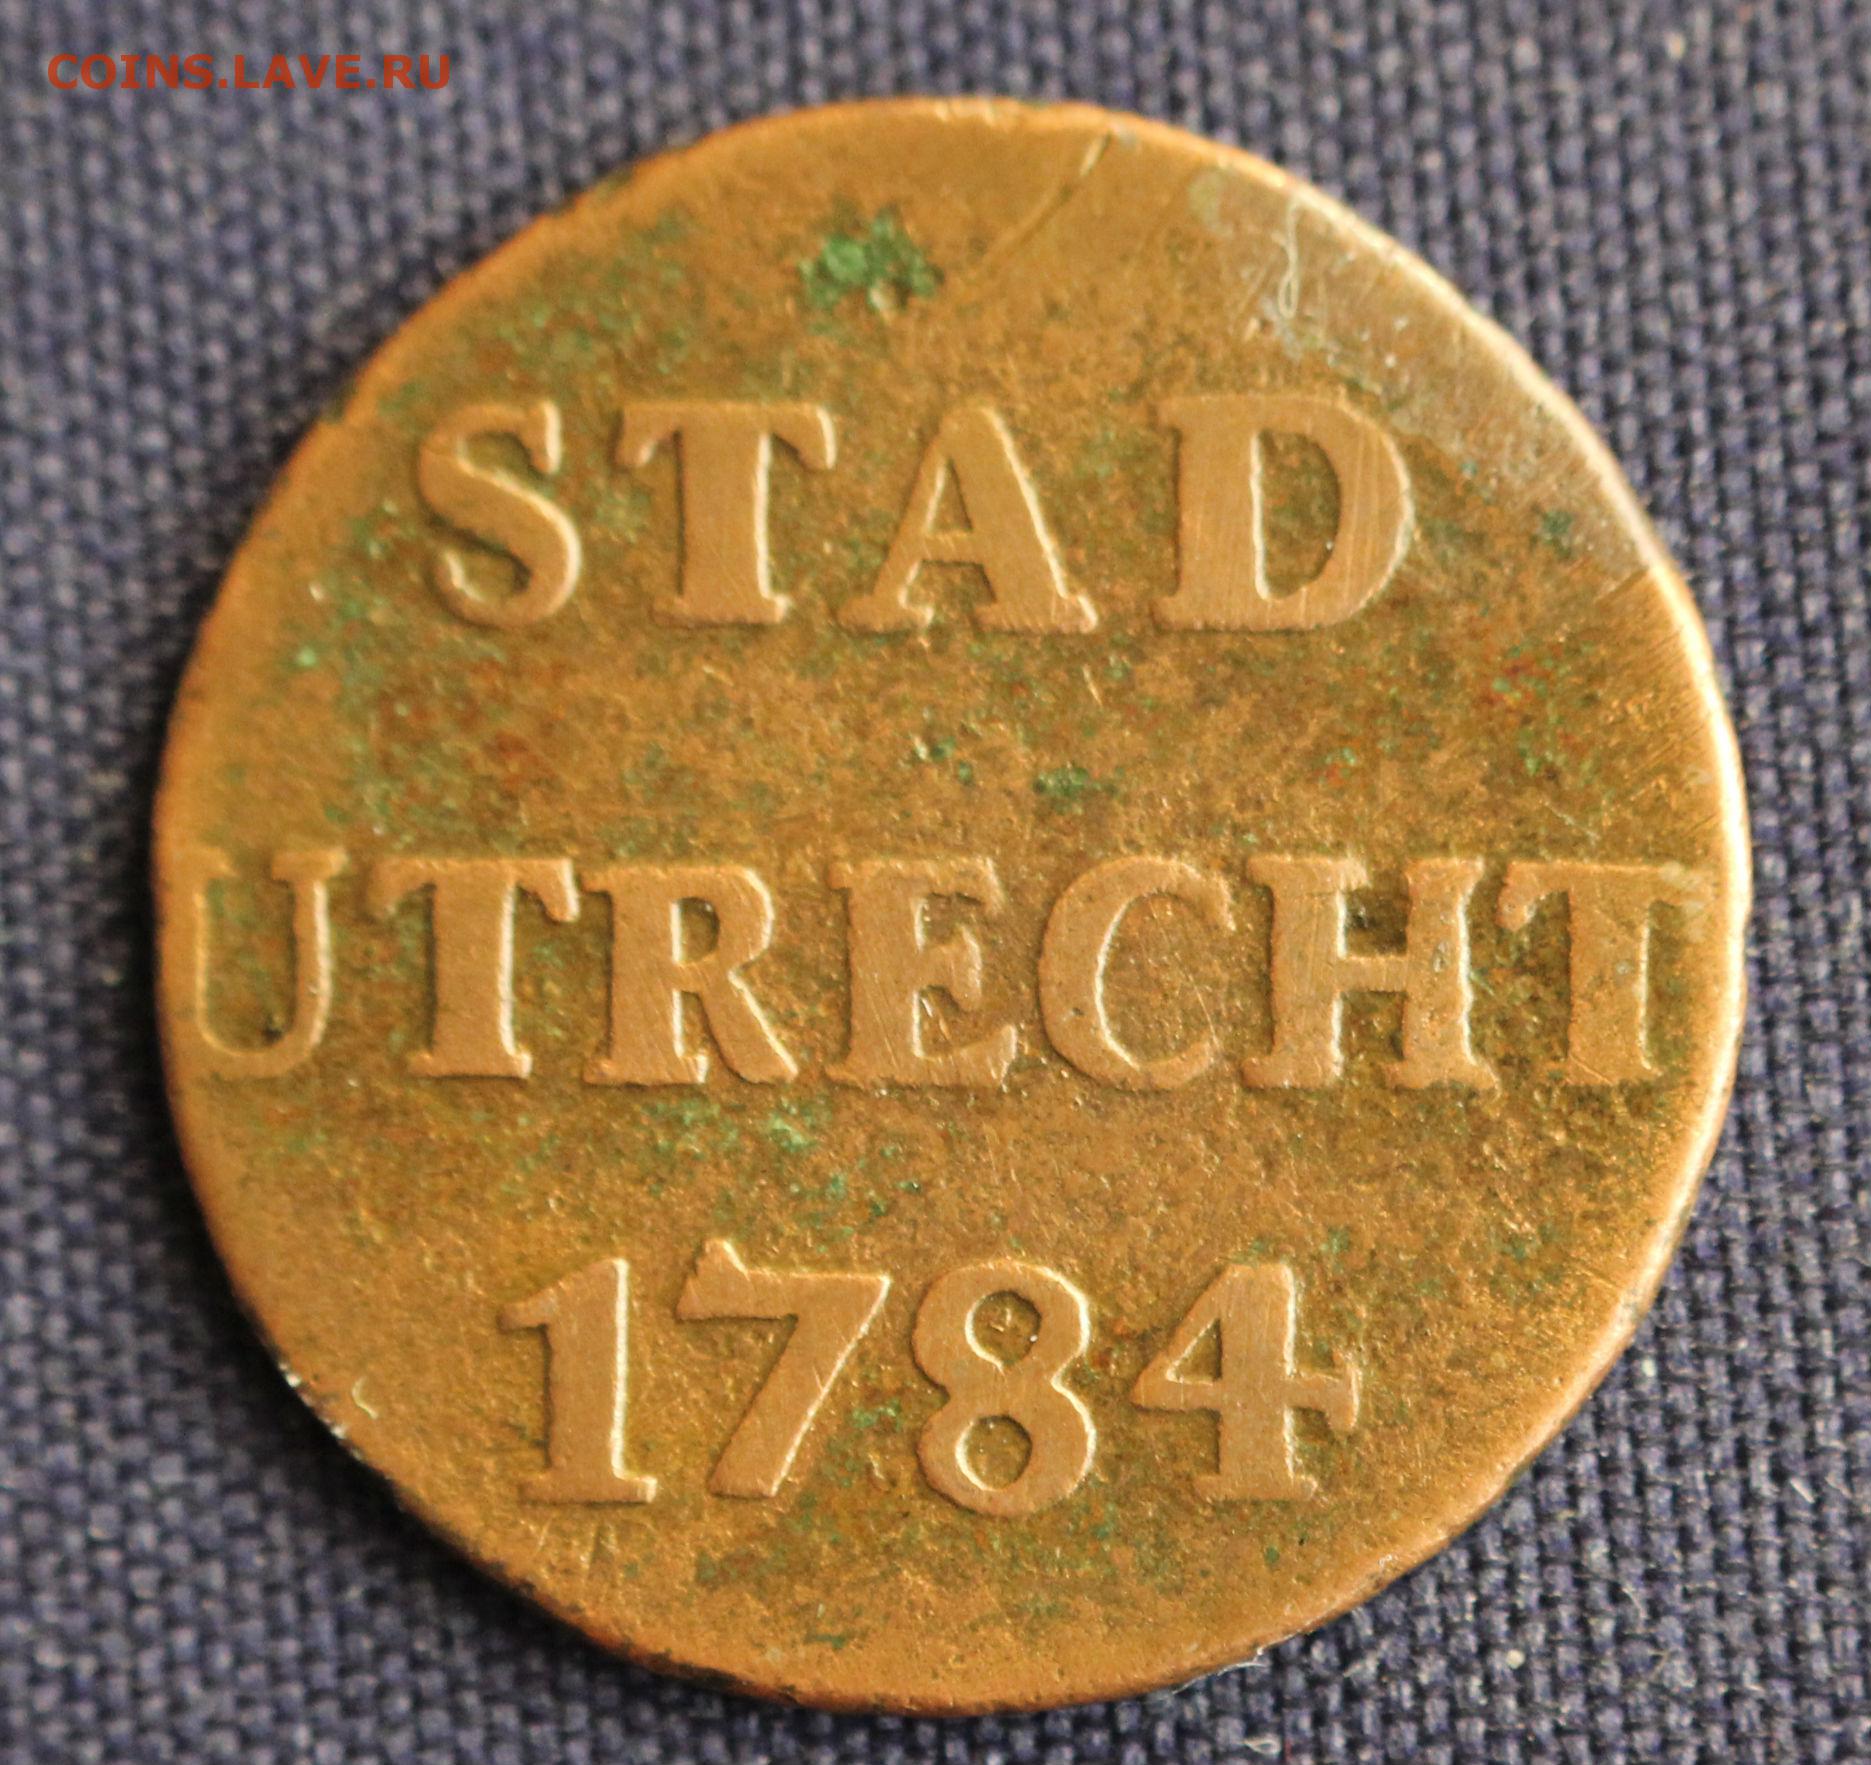 COINS.LAVE.RU
STAD
UTRECHT
1784